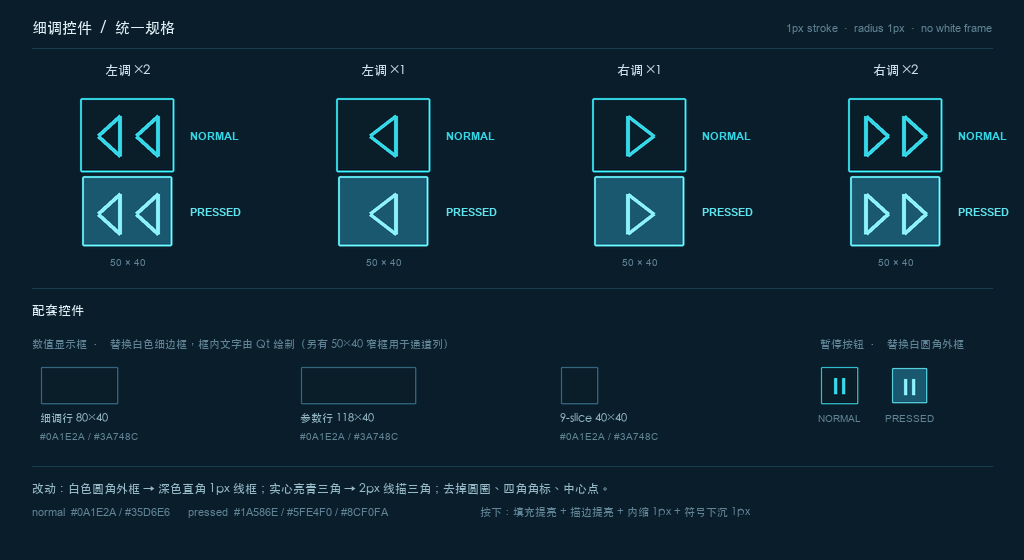 细调控件 / 统一规格
1px stroke · radius 1px · no white frame
左调 ×2
左调 ×1
右调 ×1
右调 ×2
NORMAL
NORMAL
NORMAL
NORMAL
PRESSED
PRESSED
PRESSED
PRESSED
50 × 40
50 × 40
50 × 40
50 × 40
配套控件
数值显示框 · 替换白色细边框，框内文字由 Qt 绘制（另有 50×40 窄框用于通道列）
暂停按钮 · 替换白圆角外框
细调行 80×40
#0A1E2A / #3A748C
参数行 118×40
#0A1E2A / #3A748C
9-slice 40×40
#0A1E2A / #3A748C
NORMAL
PRESSED
改动：白色圆角外框 → 深色直角 1px 线框；实心亮青三角 → 2px 线描三角；去掉圆圈、四角角标、中心点。
normal #0A1E2A / #35D6E6 pressed #1A586E / #5FE4F0 / #8CF0FA
按下：填充提亮 + 描边提亮 + 内缩 1px + 符号下沉 1px